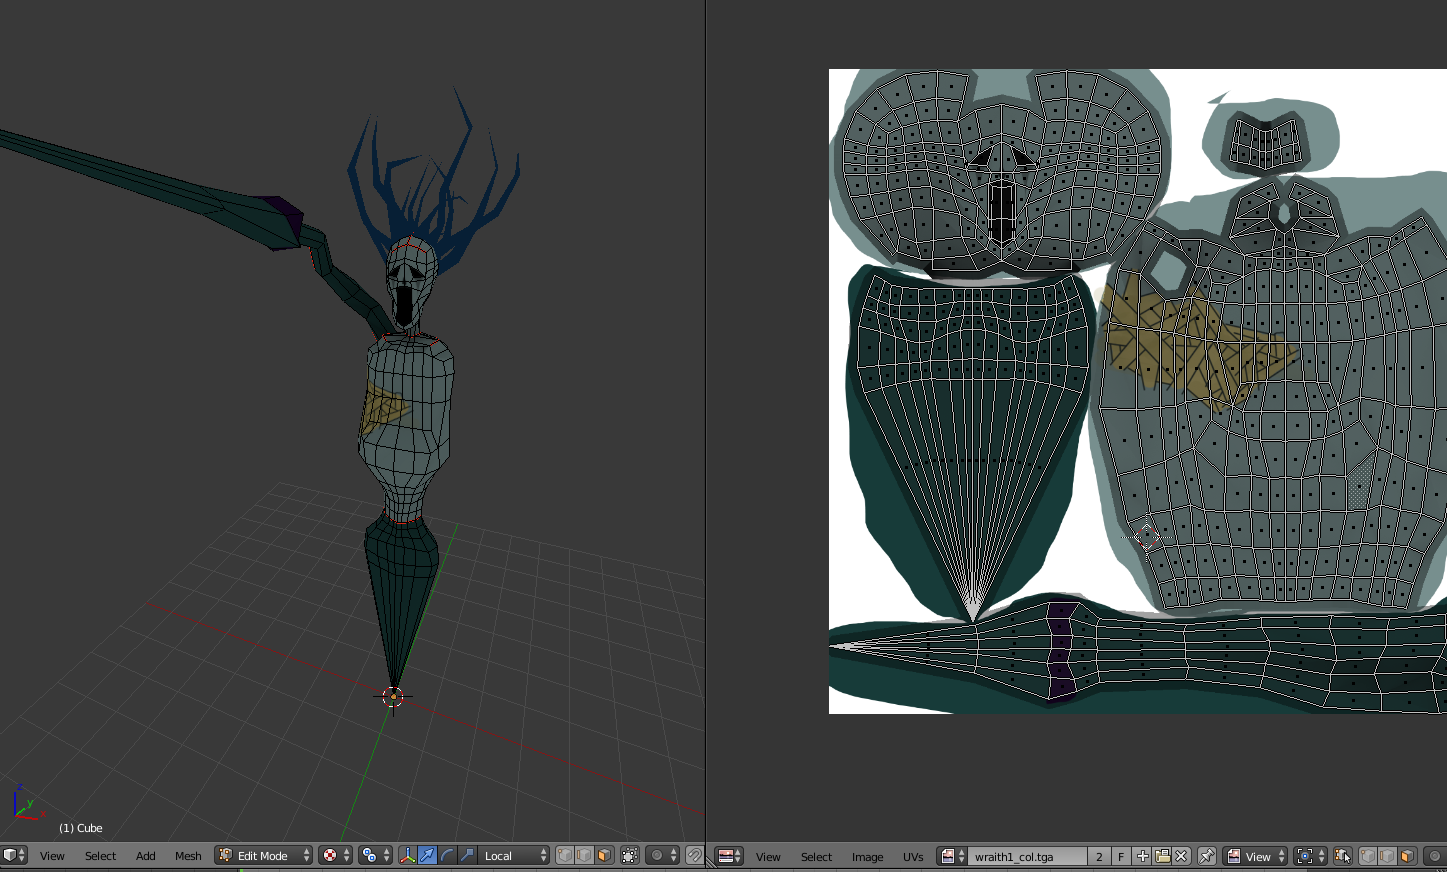 z
y
x
(1) Cube
View Select Add Mesh Edit Mode Local
View Select Image UVs wraith1_col.tga 2 F View